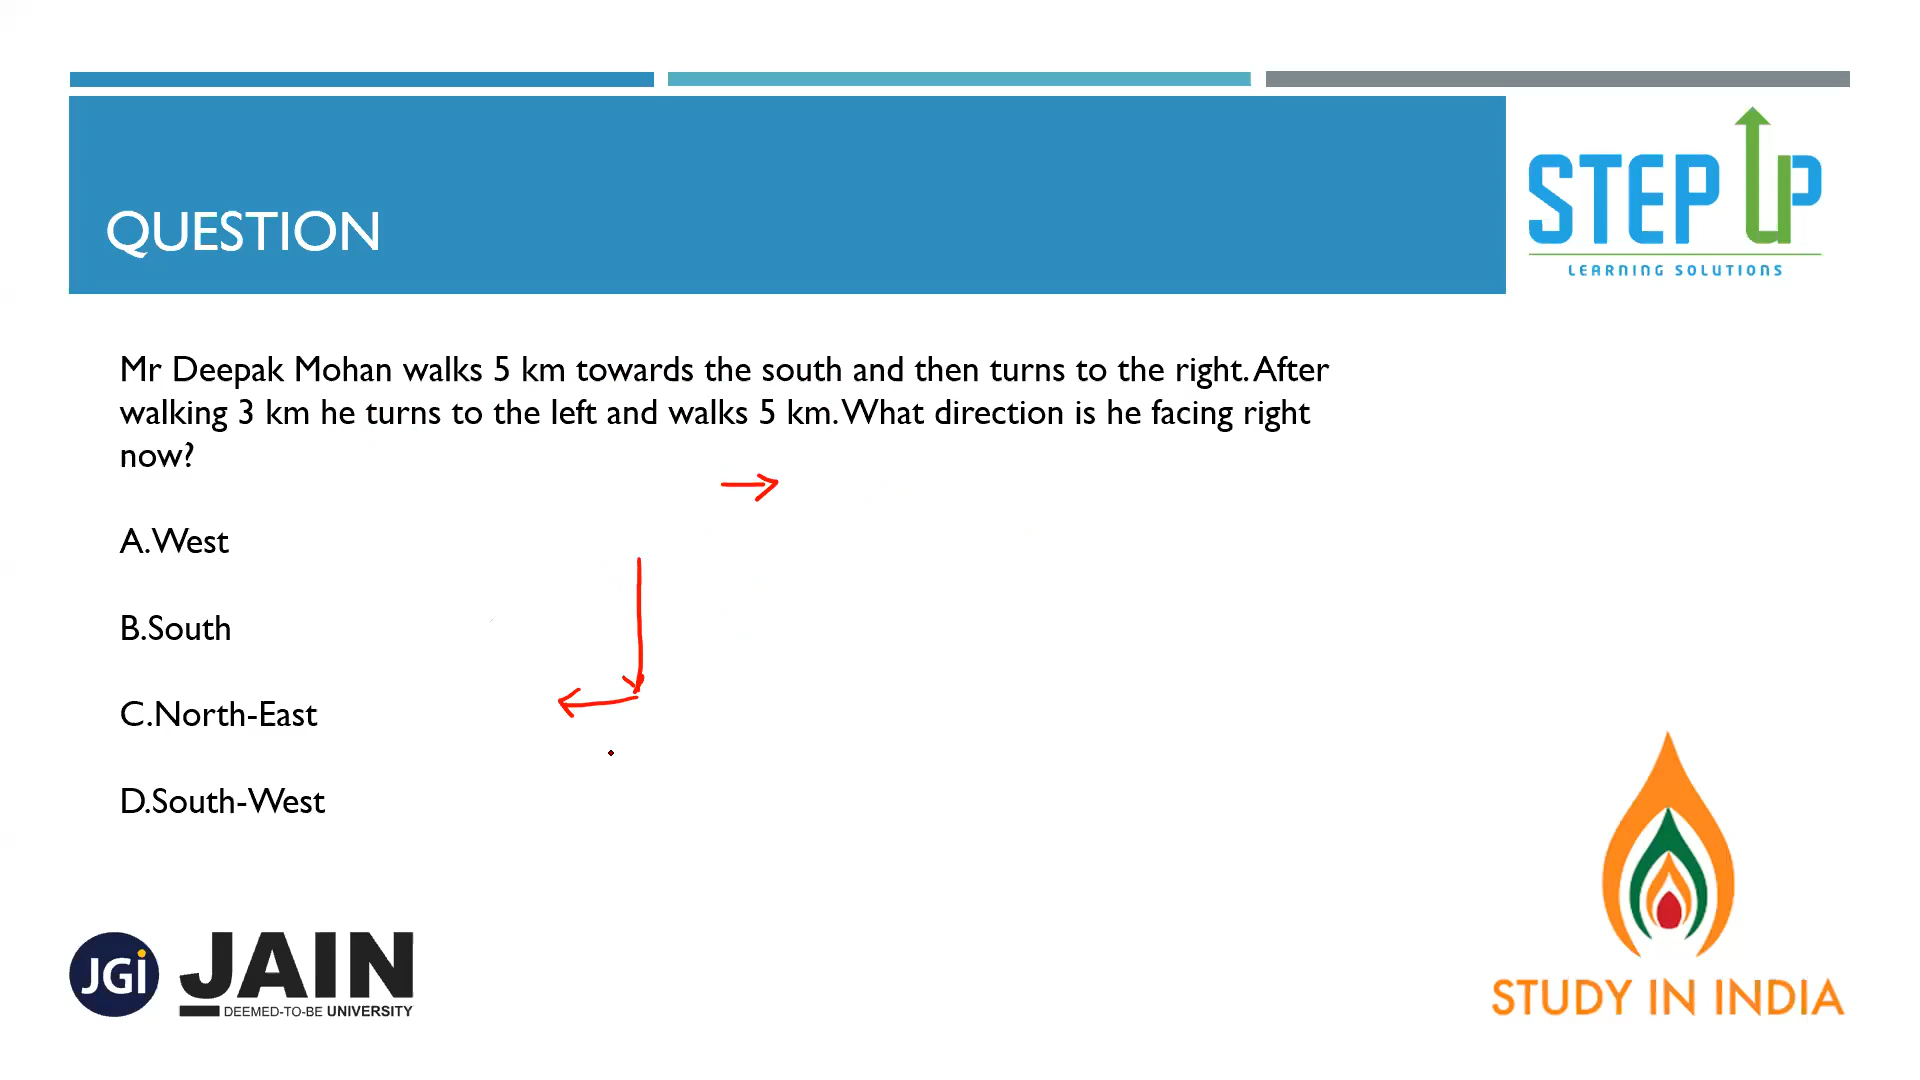 STEP UP
LEARNING SOLUTIONS
QUESTION
Mr Deepak Mohan walks 5 km towards the south and then turns to the right. After
walking 3 km he turns to the left and walks 5 km. What direction is he facing right
now?
A.West
B.South
C.North-East
D.South-West
JGi JAIN
DEEMED-TO-BE UNIVERSITY
STUDY IN INDIA